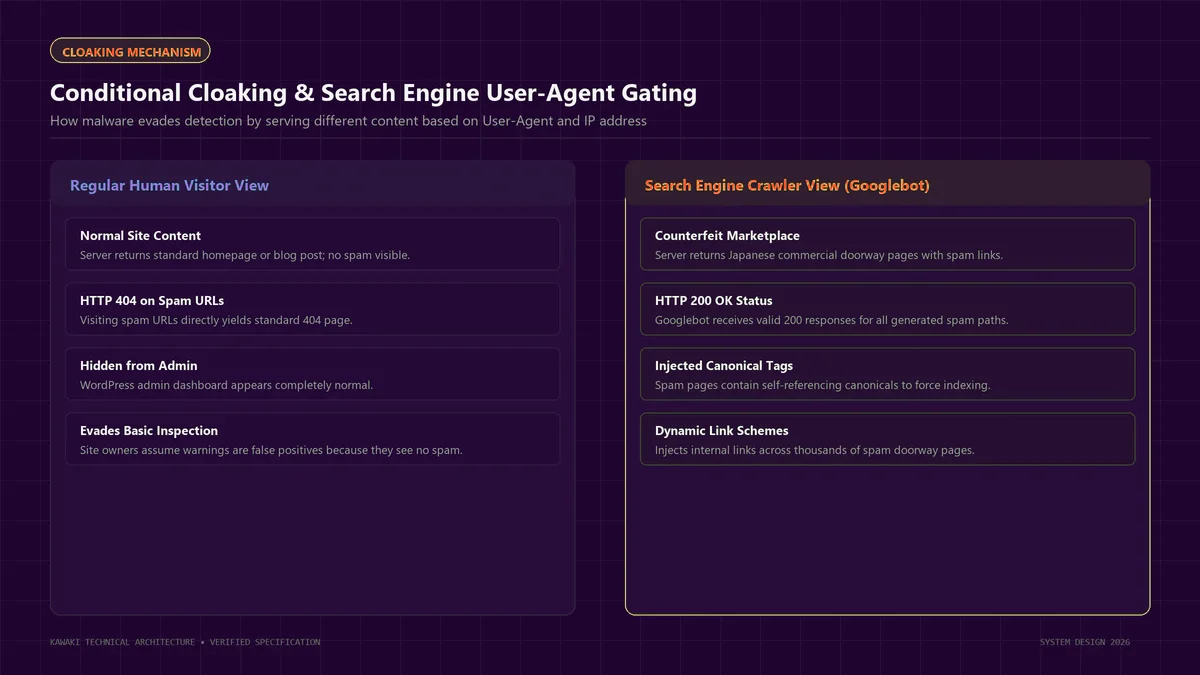 CLOAKING MECHANISM
Conditional Cloaking & Search Engine User-Agent Gating
How malware evades detection by serving different content based on User-Agent and IP address
Regular Human Visitor View
Normal Site Content
Server returns standard homepage or blog post; no spam visible.
HTTP 404 on Spam URLs
Visiting spam URLs directly yields standard 404 page.
Hidden from Admin
WordPress admin dashboard appears completely normal.
Evades Basic Inspection
Site owners assume warnings are false positives because they see no spam.
Search Engine Crawler View (Googlebot)
Counterfeit Marketplace
Server returns Japanese commercial doorway pages with spam links.
HTTP 200 OK Status
Googlebot receives valid 200 responses for all generated spam paths.
Injected Canonical Tags
Spam pages contain self-referencing canonicals to force indexing.
Dynamic Link Schemes
Injects internal links across thousands of spam doorway pages.
KAWAKI TECHNICAL ARCHITECTURE • VERIFIED SPECIFICATION
SYSTEM DESIGN 2026